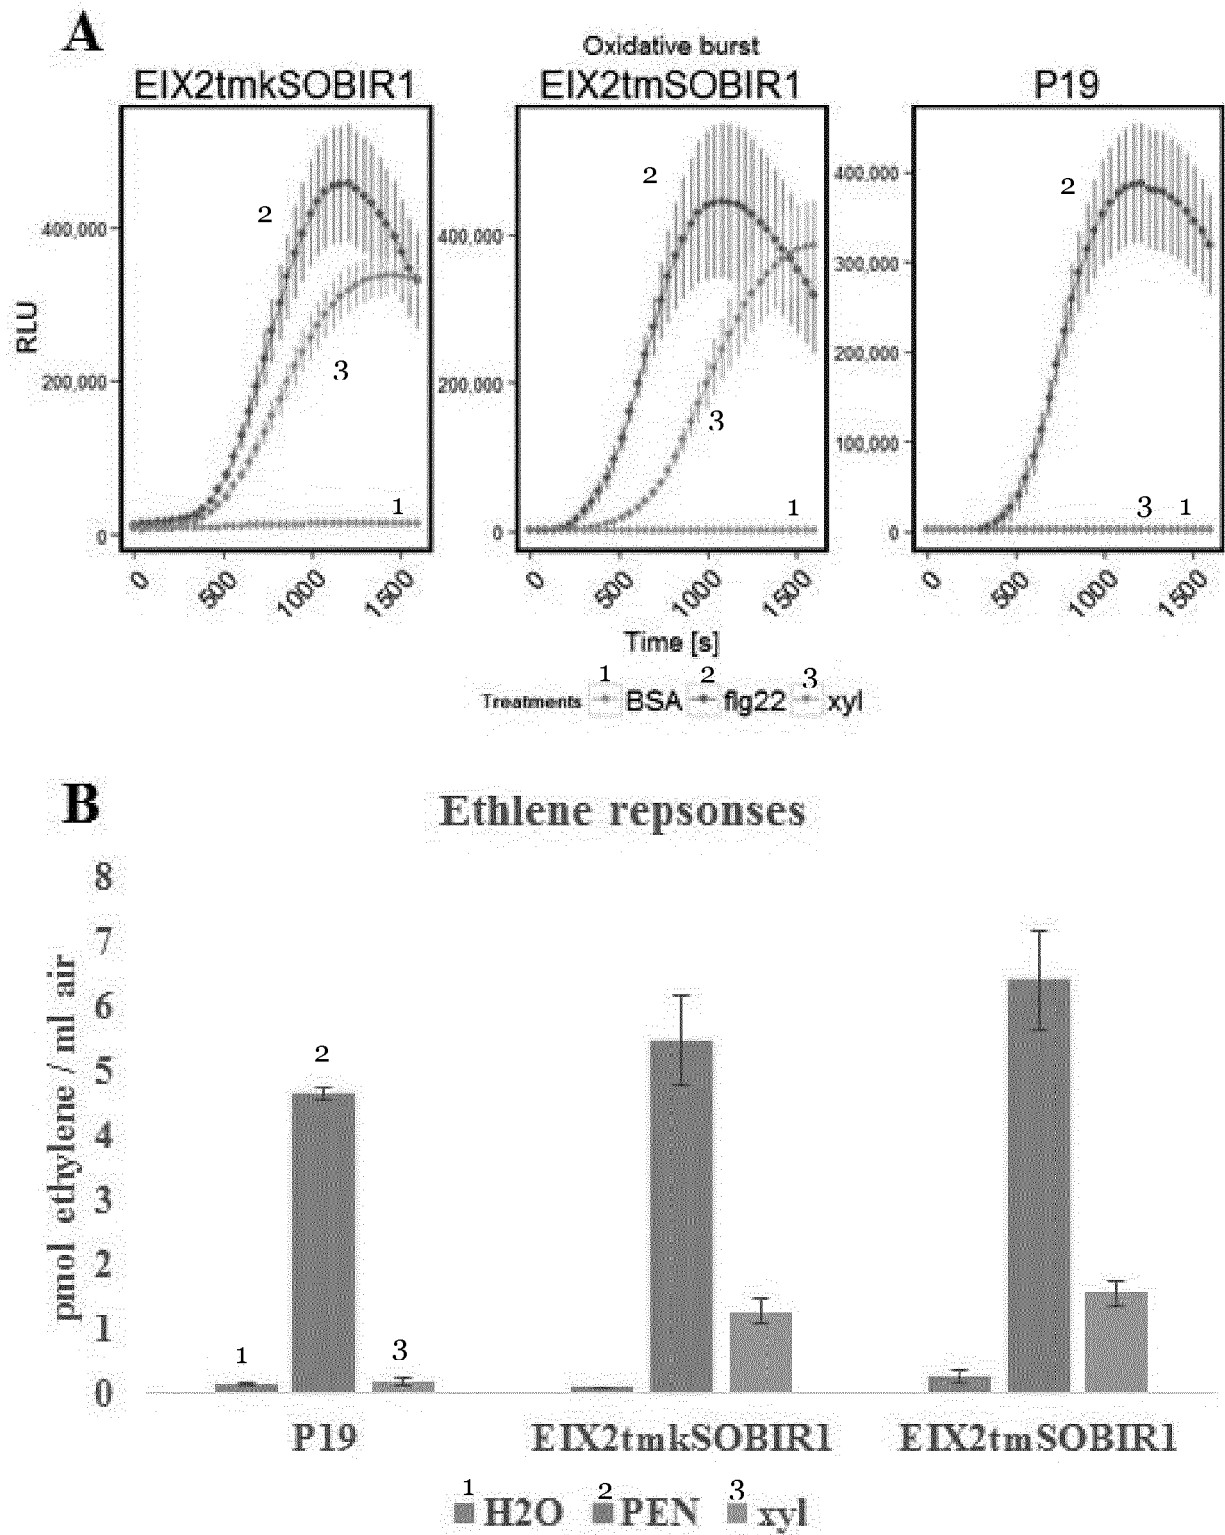 A
Oxidative burst
EIX2tmkSOBIR1 EIX2tmSOBIR1 P19
RLU
400,000
200,000
0
2
3
1
0 500 1000 1500
400,000
200,000
0
2
3
1
0 500 1000 1500
400,000
300,000
200,000
100,000
0
2
3 1
0 500 1000 1500
Time [s]
1 2 3
Treatments BSA flg22 xyl
B
Ethlene repsonses
pmol ethylene / ml air
8
7
6
5
4
3
2
1
0
1
2
3
P19 EIX2tmkSOBIR1 EIX2tmSOBIR1
1 2 3
H2O PEN xyl